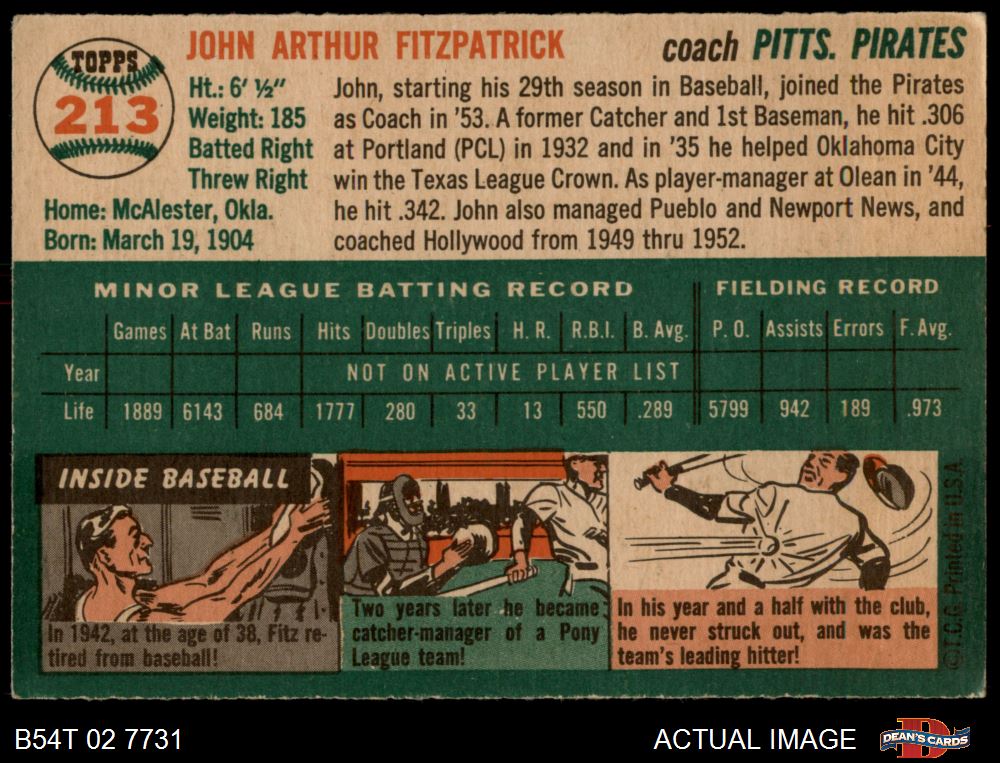 TOPPS
213
JOHN ARTHUR FITZPATRICK
coach PITTS. PIRATES
Ht.: 6' ½"
Weight: 185
Batted Right
Threw Right
Home: McAlester, Okla.
Born: March 19, 1904
John, starting his 29th season in Baseball, joined the Pirates
as Coach in '53. A former Catcher and 1st Baseman, he hit .306
at Portland (PCL) in 1932 and in '35 he helped Oklahoma City
win the Texas League Crown. As player-manager at Olean in '44,
he hit .342. John also managed Pueblo and Newport News, and
coached Hollywood from 1949 thru 1952.
MINOR LEAGUE BATTING RECORD FIELDING RECORD
Games At Bat Runs Hits Doubles Triples H. R. R.B.I. B. Avg. P. O. Assists Errors F. Avg.
Year NOT ON ACTIVE PLAYER LIST
Life 1889 6143 684 1777 280 33 13 550 .289 5799 942 189 .973
INSIDE BASEBALL
In 1942, at the age of 38, Fitz re-
tired from baseball!
Two years later he became
catcher-manager of a Pony
League team!
In his year and a half with the club,
he never struck out, and was the
team's leading hitter!
© T.C.G. Printed in U.S.A.
B54T 02 7731
ACTUAL IMAGE
D
DEAN'S CARDS